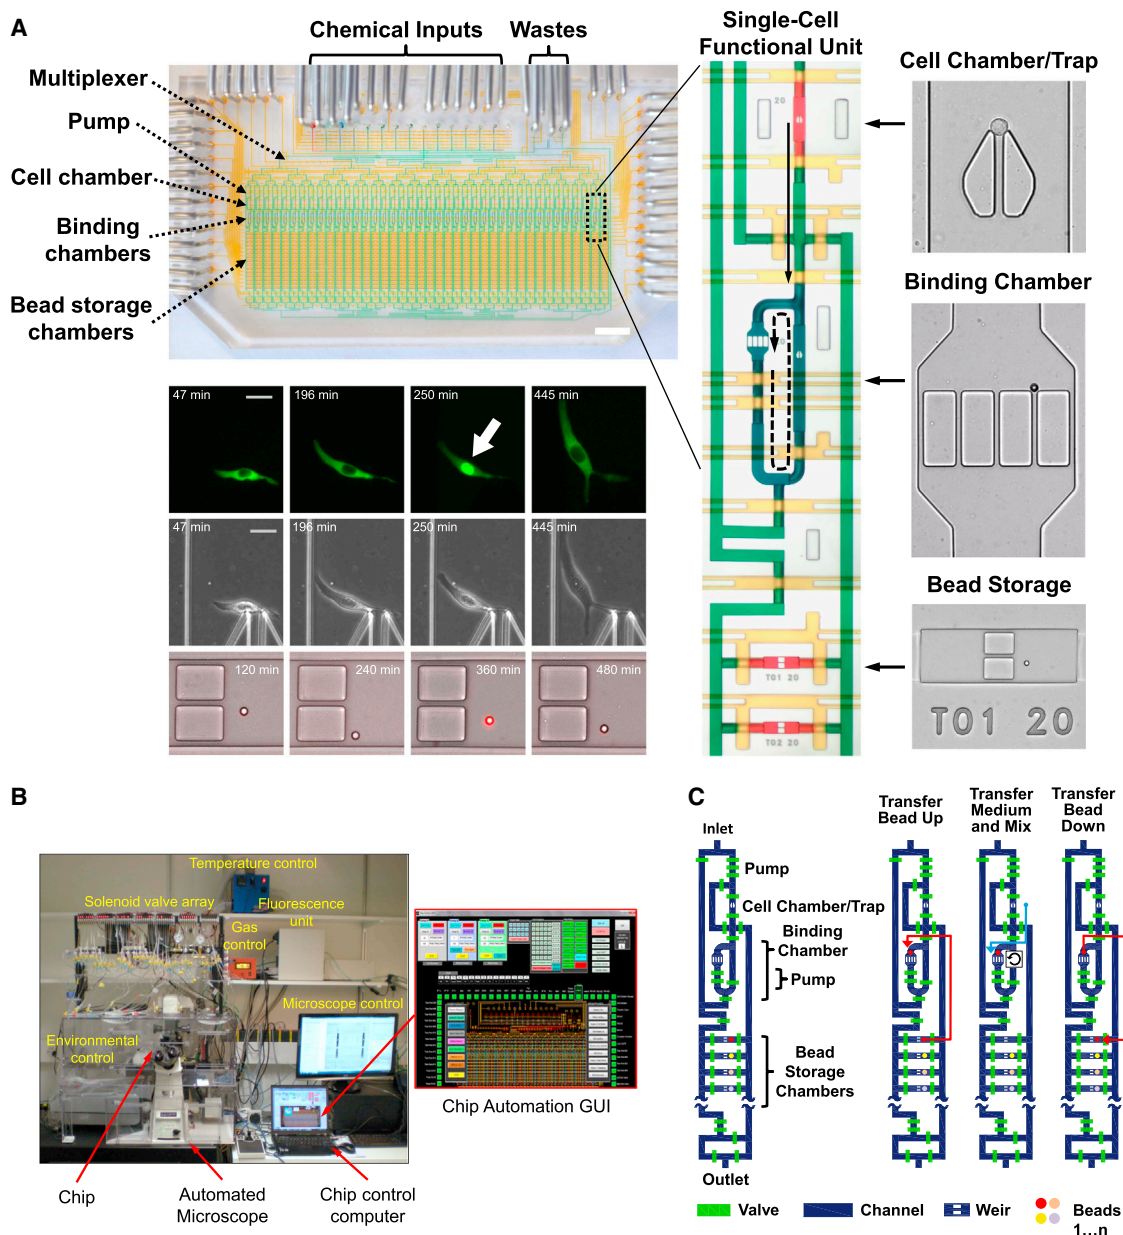 A
Chemical Inputs
Wastes
Multiplexer
Pump
Cell chamber
Binding
chambers
Bead storage
chambers
Single-Cell
Functional Unit
20
T01 20
T02 20
Cell Chamber/Trap
Binding Chamber
Bead Storage
T01 20
47 min
196 min
250 min
445 min
47 min
196 min
250 min
445 min
120 min
240 min
360 min
480 min
B
Temperature control
Solenoid valve array
Fluorescence
unit
Gas
control
Microscope control
Environmental
control
Chip
Automated
Microscope
Chip control
computer
Chip Automation GUI
C
Inlet
Pump
Cell Chamber/Trap
Binding
Chamber
Pump
Bead
Storage
Chambers
Outlet
Transfer
Bead Up
Transfer
Medium
and Mix
Transfer
Bead
Down
Valve
Channel
Weir
Beads
1...n